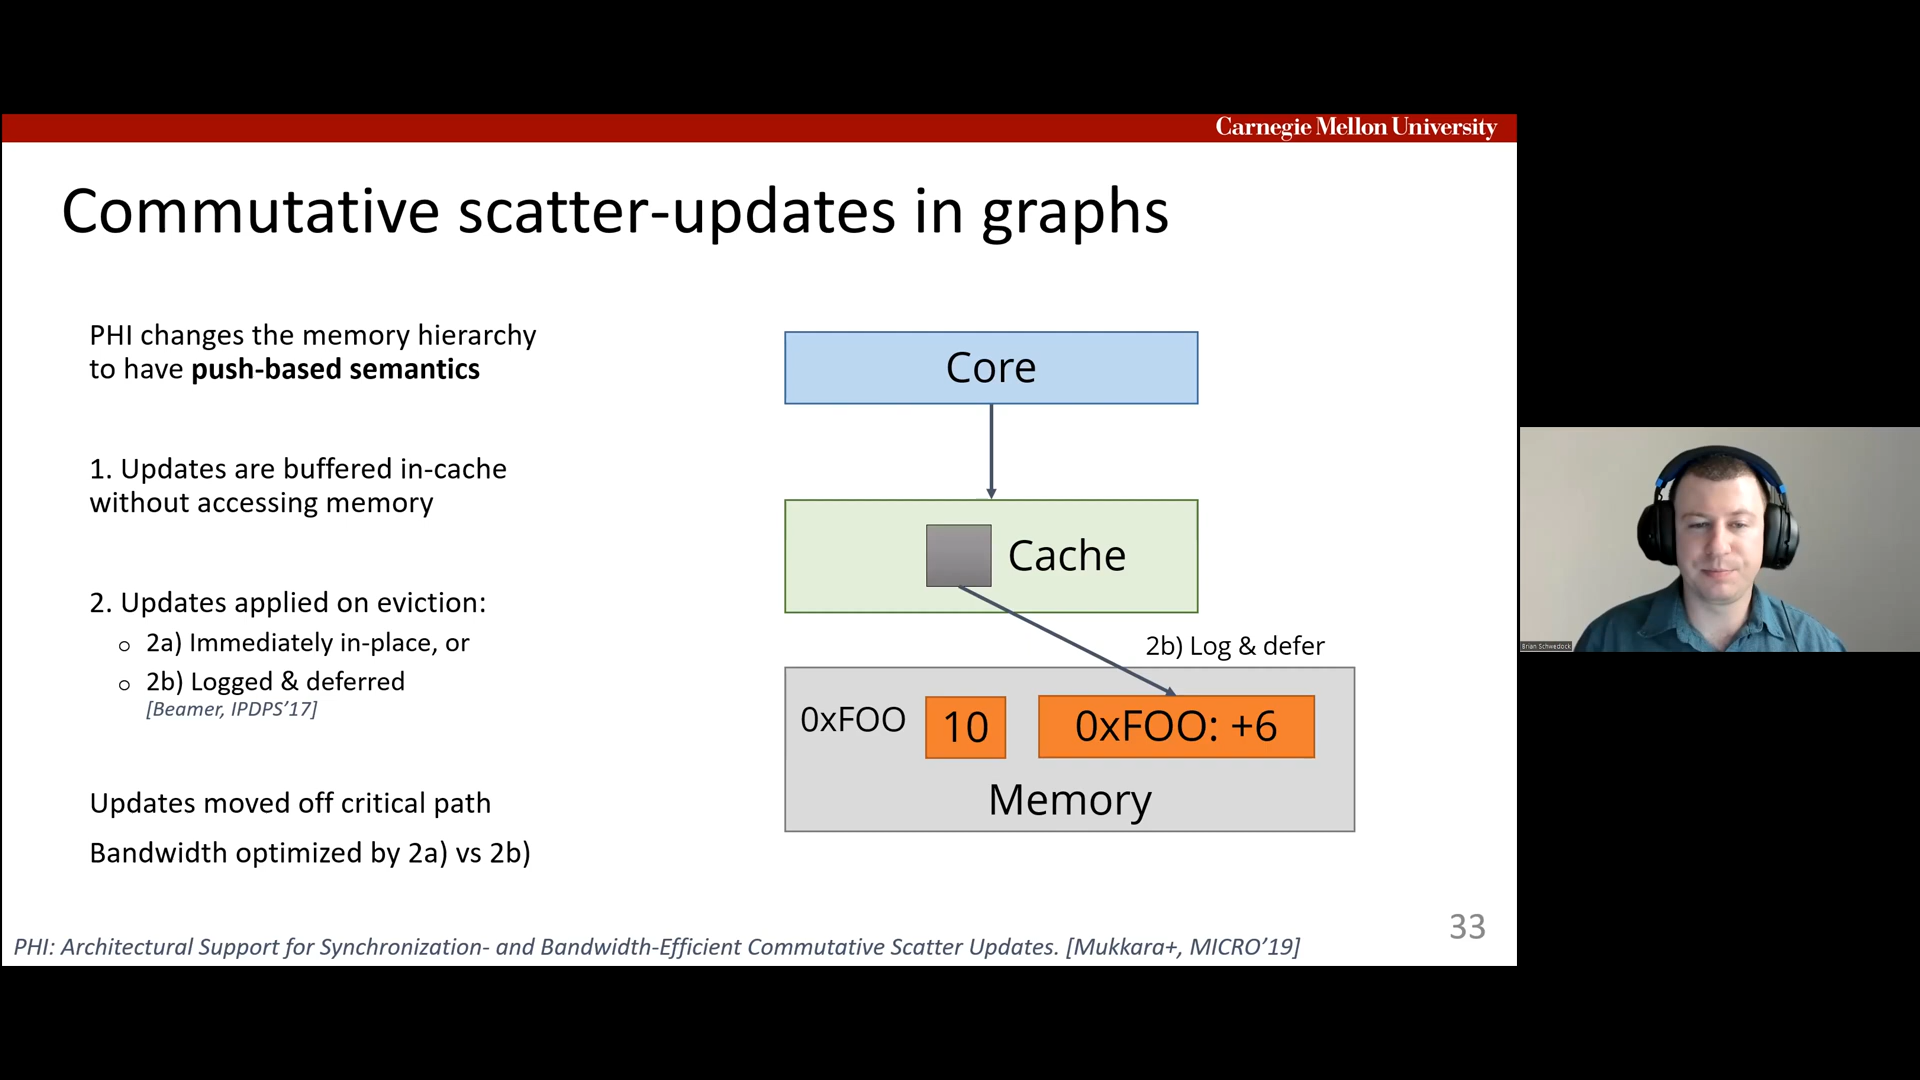 Carnegie Mellon University
Commutative scatter-updates in graphs
PHI changes the memory hierarchy
to have push-based semantics
1. Updates are buffered in-cache
without accessing memory
2. Updates applied on eviction:
o 2a) Immediately in-place, or
o 2b) Logged & deferred
[Beamer, IPDPS’17]
Updates moved off critical path
Bandwidth optimized by 2a) vs 2b)
Core
Cache
2b) Log & defer
0xFOO 10 0xFOO: +6
Memory
33
PHI: Architectural Support for Synchronization- and Bandwidth-Efficient Commutative Scatter Updates. [Mukkara+, MICRO’19]
Brian Schwedock